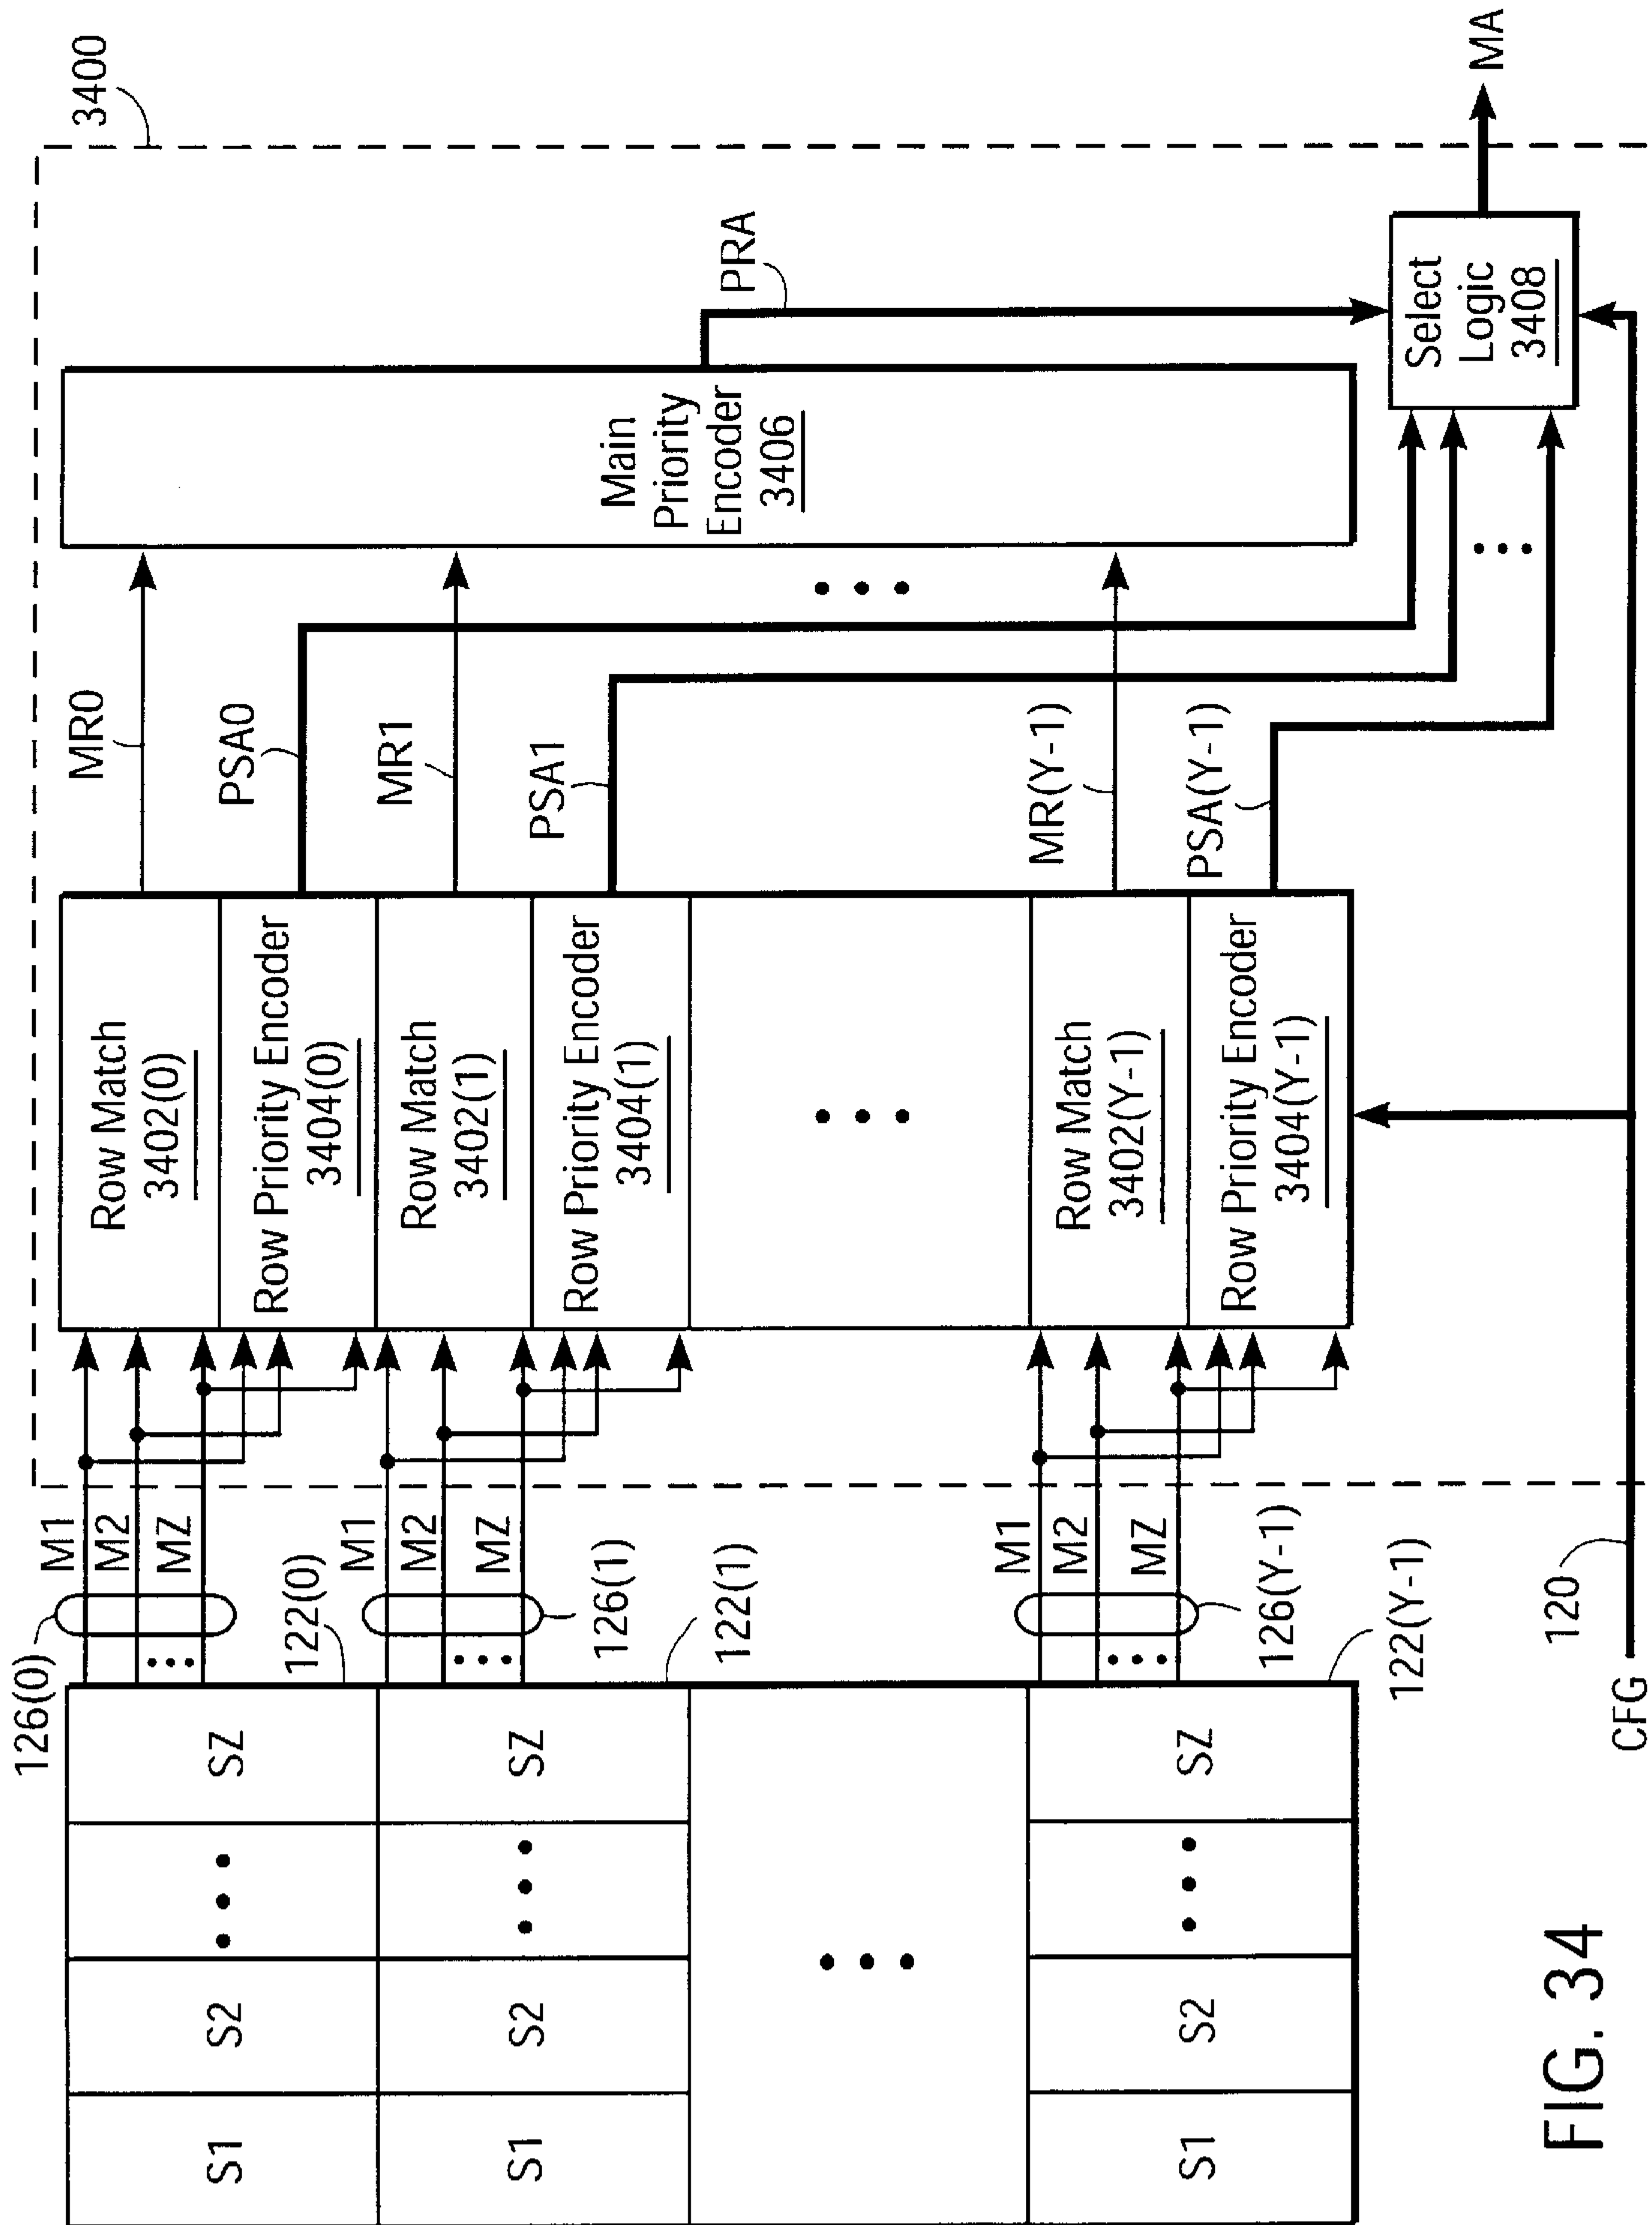 3400
126(0)
M1
M2
MZ
S1
S2
SZ
122(0)
Row Match
3402(0)
MR0
Row Priority Encoder
3404(0)
PSA0
M1
M2
MZ
126(1)
S1
S2
SZ
122(1)
Row Match
3402(1)
MR1
Row Priority Encoder
3404(1)
PSA1
Main
Priority
Encoder
3406
PRA
M1
M2
MZ
126(Y-1)
S1
S2
SZ
122(Y-1)
Row Match
3402(Y-1)
MR(Y-1)
Row Priority Encoder
3404(Y-1)
PSA(Y-1)
Select
Logic
3408
MA
120
CFG
FIG. 34